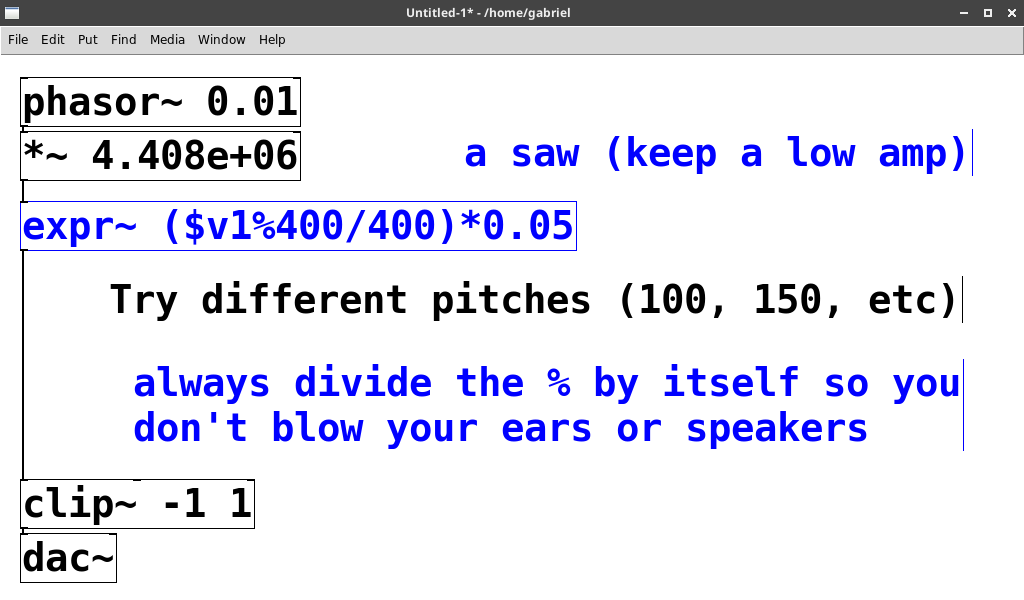 Untitled-1* - /home/gabriel
File Edit Put Find Media Window Help
phasor~ 0.01
*~ 4.408e+06
a saw (keep a low amp)
expr~ ($v1%400/400)*0.05
Try different pitches (100, 150, etc)
always divide the % by itself so you
don't blow your ears or speakers
clip~ -1 1
dac~